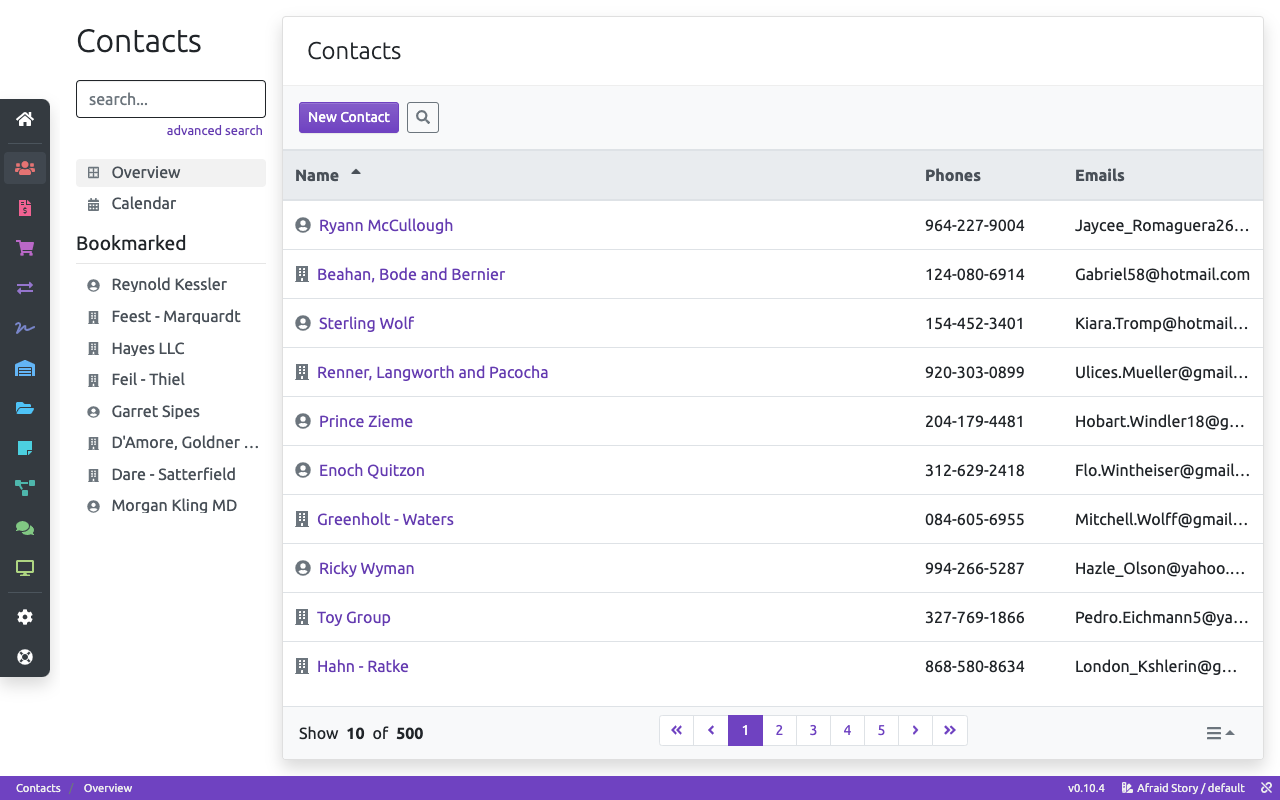 Contacts
search...
advanced search
Overview
Calendar
Bookmarked
Reynold Kessler
Feest - Marquardt
Hayes LLC
Feil - Thiel
Garret Sipes
D'Amore, Goldner ...
Dare - Satterfield
Morgan Kling MD
Contacts
New Contact
Name Phones Emails
Ryann McCullough 964-227-9004 Jaycee_Romaguera26...
Beahan, Bode and Bernier 124-080-6914 Gabriel58@hotmail.com
Sterling Wolf 154-452-3401 Kiara.Tromp@hotmail...
Renner, Langworth and Pacocha 920-303-0899 Ulices.Mueller@gmail...
Prince Zieme 204-179-4481 Hobart.Windler18@g...
Enoch Quitzon 312-629-2418 Flo.Wintheiser@gmail...
Greenholt - Waters 084-605-6955 Mitchell.Wolff@gmail...
Ricky Wyman 994-266-5287 Hazle_Olson@yahoo....
Toy Group 327-769-1866 Pedro.Eichmann5@ya...
Hahn - Ratke 868-580-8634 London_Kshlerin@g...
Show 10 of 500 « ‹ 1 2 3 4 5 › »
Contacts / Overview v0.10.4 Afraid Story / default